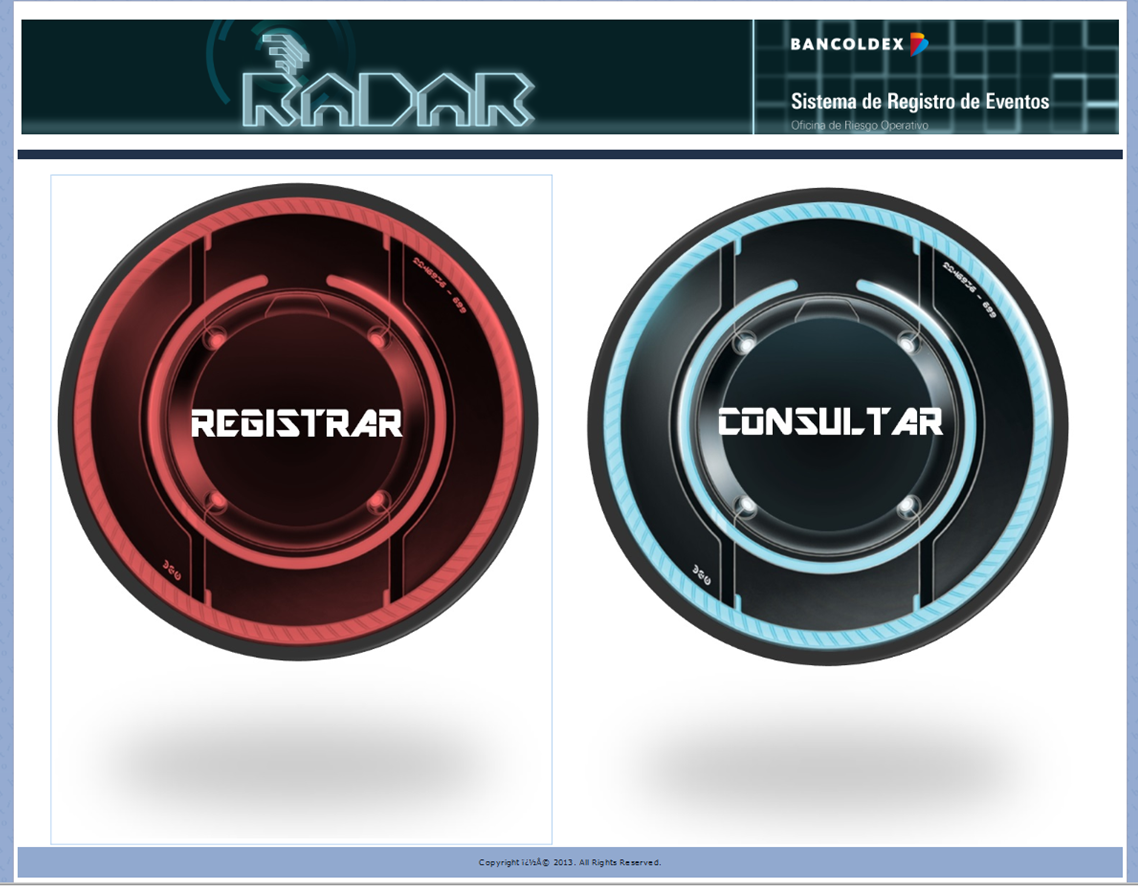 RADAR
BANCOLDEX
Sistema de Registro de Eventos
Oficina de Riesgo Operativo
REGISTRAR
CONSULTAR
Copyright ï¿½Â© 2013. All Rights Reserved.